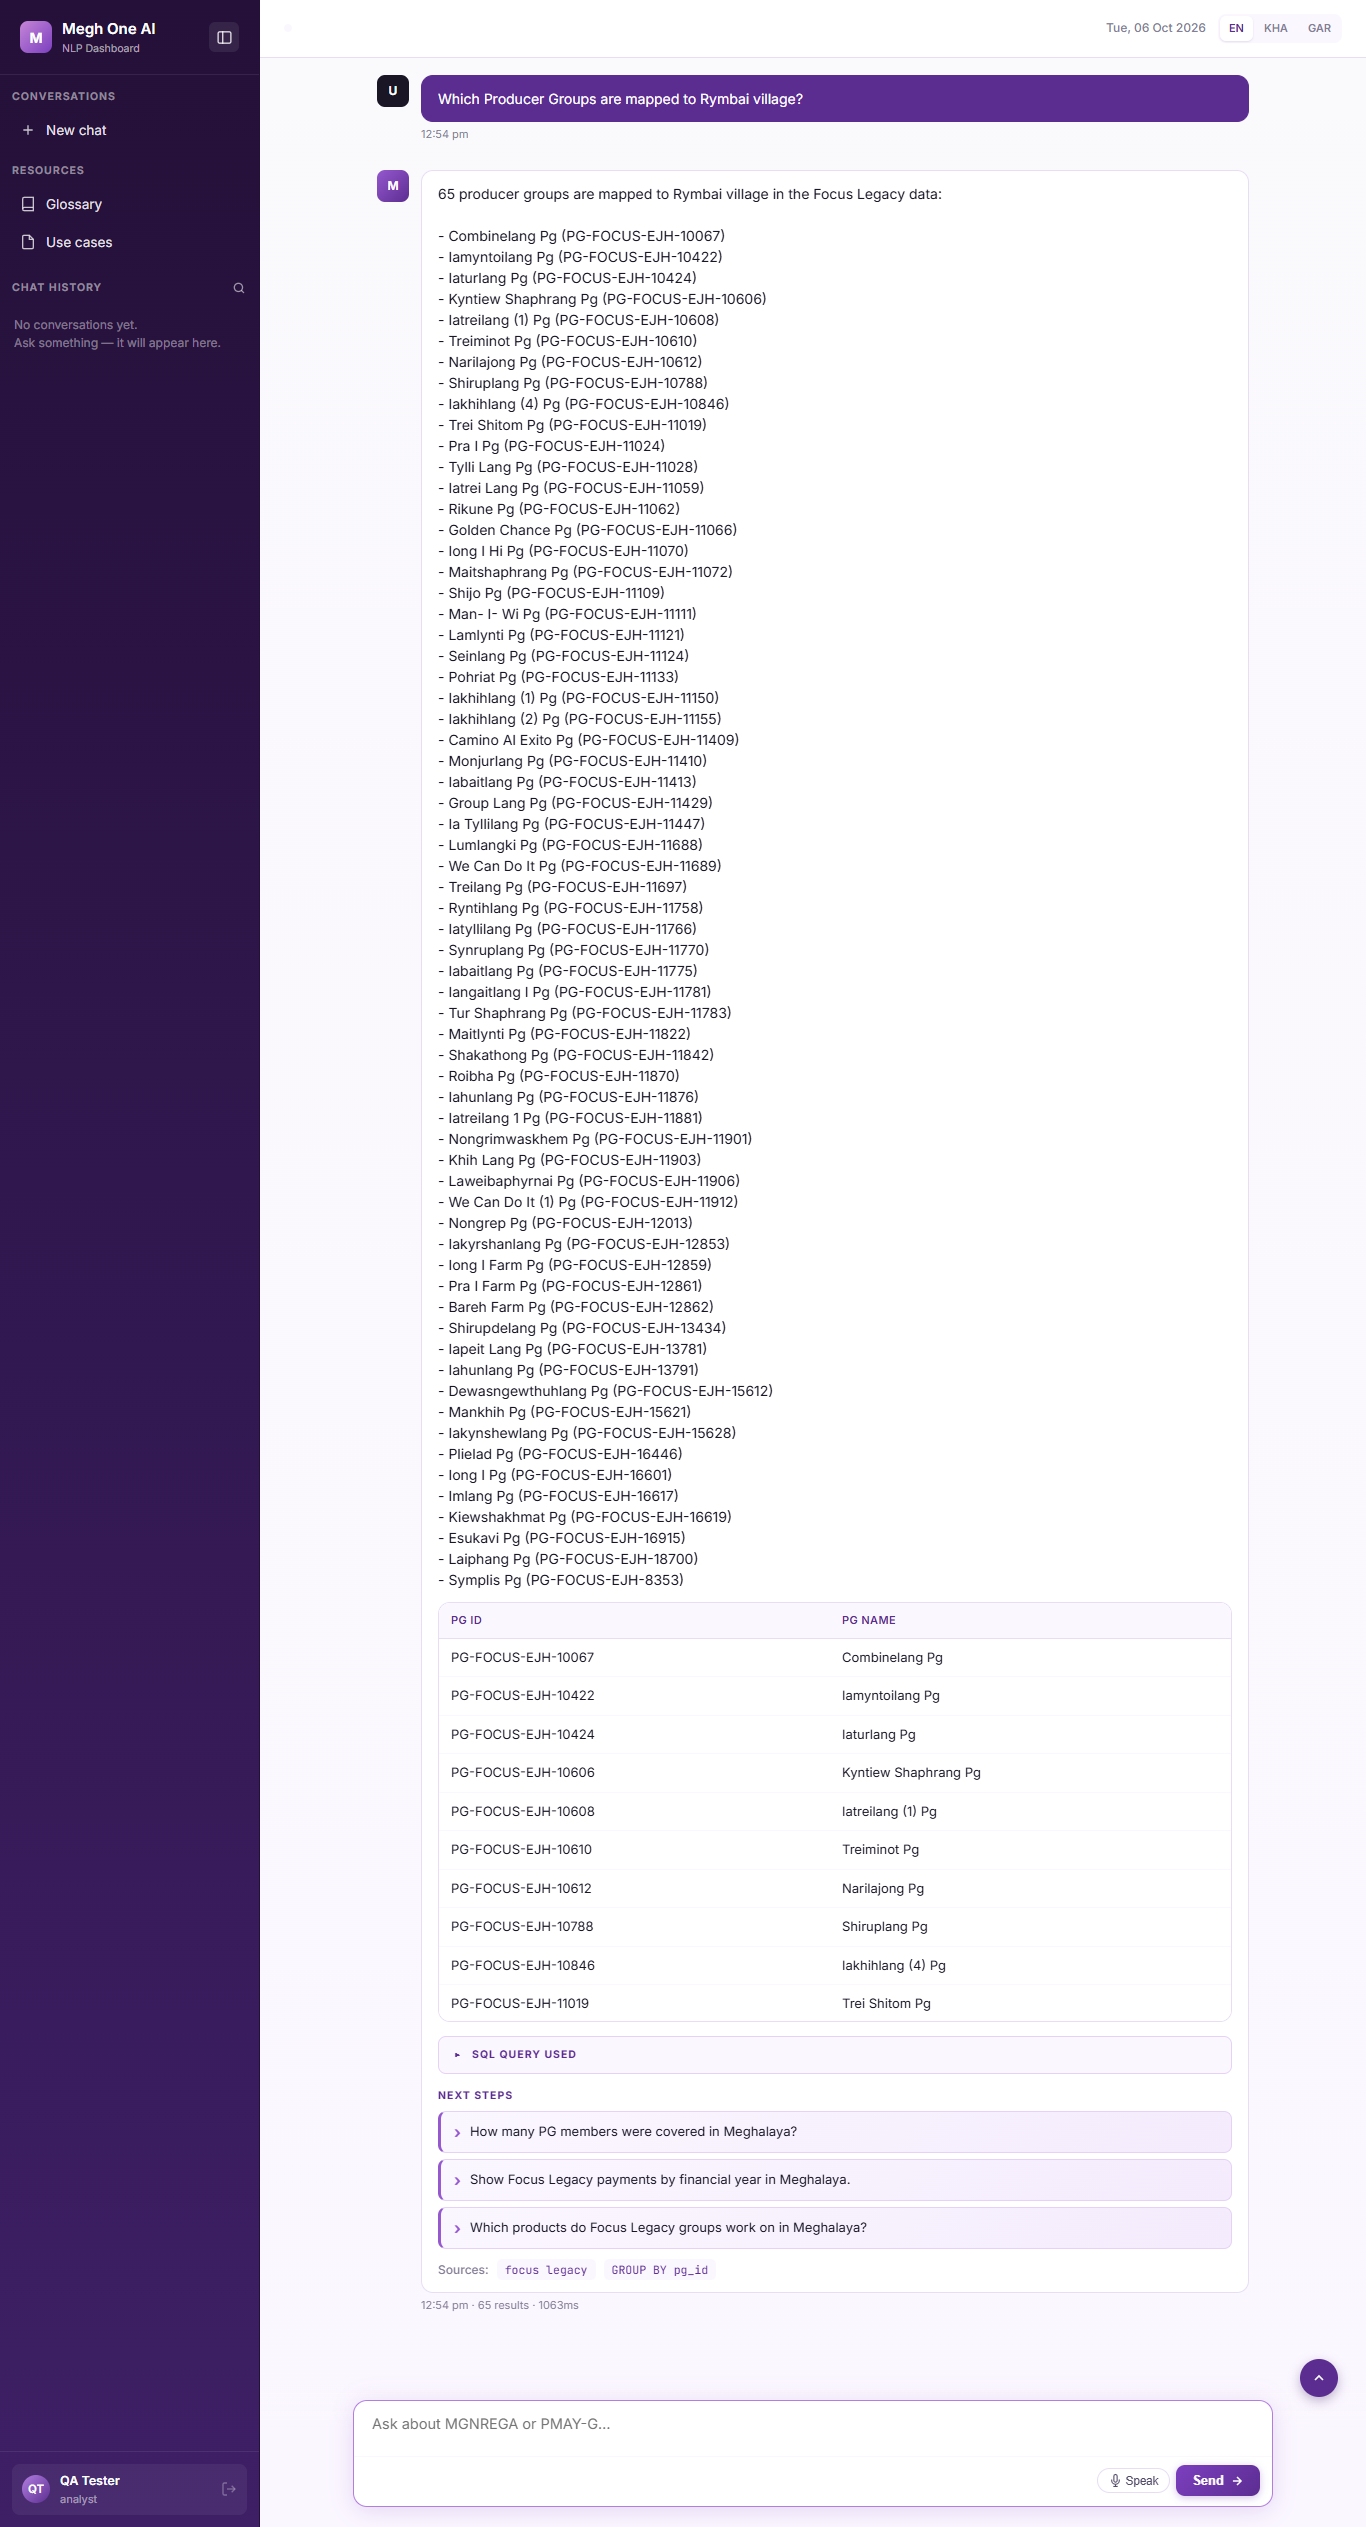 M
Megh One AI
NLP Dashboard
CONVERSATIONS
+ New chat
RESOURCES
Glossary
Use cases
CHAT HISTORY
No conversations yet.
Ask something — it will appear here.
QT
QA Tester
analyst
Tue, 06 Oct 2026
EN KHA GAR
U
Which Producer Groups are mapped to Rymbai village?
12:54 pm
M
65 producer groups are mapped to Rymbai village in the Focus Legacy data:
- Combinelang Pg (PG-FOCUS-EJH-10067)
- Iamyntoilang Pg (PG-FOCUS-EJH-10422)
- Iaturlang Pg (PG-FOCUS-EJH-10424)
- Kyntiew Shaphrang Pg (PG-FOCUS-EJH-10606)
- Iatreilang (1) Pg (PG-FOCUS-EJH-10608)
- Treiminot Pg (PG-FOCUS-EJH-10610)
- Narilajong Pg (PG-FOCUS-EJH-10612)
- Shiruplang Pg (PG-FOCUS-EJH-10788)
- Iakhihlang (4) Pg (PG-FOCUS-EJH-10846)
- Trei Shitom Pg (PG-FOCUS-EJH-11019)
- Pra I Pg (PG-FOCUS-EJH-11024)
- Tylli Lang Pg (PG-FOCUS-EJH-11028)
- Iatrei Lang Pg (PG-FOCUS-EJH-11059)
- Rikune Pg (PG-FOCUS-EJH-11062)
- Golden Chance Pg (PG-FOCUS-EJH-11066)
- Iong I Hi Pg (PG-FOCUS-EJH-11070)
- Maitshaphrang Pg (PG-FOCUS-EJH-11072)
- Shijo Pg (PG-FOCUS-EJH-11109)
- Man- I- Wi Pg (PG-FOCUS-EJH-11111)
- Lamlynti Pg (PG-FOCUS-EJH-11121)
- Seinlang Pg (PG-FOCUS-EJH-11124)
- Pohriat Pg (PG-FOCUS-EJH-11133)
- Iakhihlang (1) Pg (PG-FOCUS-EJH-11150)
- Iakhihlang (2) Pg (PG-FOCUS-EJH-11155)
- Camino Al Exito Pg (PG-FOCUS-EJH-11409)
- Monjurlang Pg (PG-FOCUS-EJH-11410)
- Iabaitlang Pg (PG-FOCUS-EJH-11413)
- Group Lang Pg (PG-FOCUS-EJH-11429)
- Ia Tyllilang Pg (PG-FOCUS-EJH-11447)
- Lumlangki Pg (PG-FOCUS-EJH-11688)
- We Can Do It Pg (PG-FOCUS-EJH-11689)
- Treilang Pg (PG-FOCUS-EJH-11697)
- Ryntihlang Pg (PG-FOCUS-EJH-11758)
- Iatyllilang Pg (PG-FOCUS-EJH-11766)
- Synruplang Pg (PG-FOCUS-EJH-11770)
- Iabaitlang Pg (PG-FOCUS-EJH-11775)
- Iangaitlang I Pg (PG-FOCUS-EJH-11781)
- Tur Shaphrang Pg (PG-FOCUS-EJH-11783)
- Maitlynti Pg (PG-FOCUS-EJH-11822)
- Shakathong Pg (PG-FOCUS-EJH-11842)
- Roibha Pg (PG-FOCUS-EJH-11870)
- Iahunlang Pg (PG-FOCUS-EJH-11876)
- Iatreilang 1 Pg (PG-FOCUS-EJH-11881)
- Nongrimwaskhem Pg (PG-FOCUS-EJH-11901)
- Khih Lang Pg (PG-FOCUS-EJH-11903)
- Laweibaphyrnai Pg (PG-FOCUS-EJH-11906)
- We Can Do It (1) Pg (PG-FOCUS-EJH-11912)
- Nongrep Pg (PG-FOCUS-EJH-12013)
- Iakyrshanlang Pg (PG-FOCUS-EJH-12853)
- Iong I Farm Pg (PG-FOCUS-EJH-12859)
- Pra I Farm Pg (PG-FOCUS-EJH-12861)
- Bareh Farm Pg (PG-FOCUS-EJH-12862)
- Shirupdelang Pg (PG-FOCUS-EJH-13434)
- Iapeit Lang Pg (PG-FOCUS-EJH-13781)
- Iahunlang Pg (PG-FOCUS-EJH-13791)
- Dewasngewthuhlang Pg (PG-FOCUS-EJH-15612)
- Mankhih Pg (PG-FOCUS-EJH-15621)
- Iakynshewlang Pg (PG-FOCUS-EJH-15628)
- Plielad Pg (PG-FOCUS-EJH-16446)
- Iong I Pg (PG-FOCUS-EJH-16601)
- Imlang Pg (PG-FOCUS-EJH-16617)
- Kiewshakhmat Pg (PG-FOCUS-EJH-16619)
- Esukavi Pg (PG-FOCUS-EJH-16915)
- Laiphang Pg (PG-FOCUS-EJH-18700)
- Symplis Pg (PG-FOCUS-EJH-8353)
PG ID PG NAME
PG-FOCUS-EJH-10067 Combinelang Pg
PG-FOCUS-EJH-10422 Iamyntoilang Pg
PG-FOCUS-EJH-10424 Iaturlang Pg
PG-FOCUS-EJH-10606 Kyntiew Shaphrang Pg
PG-FOCUS-EJH-10608 Iatreilang (1) Pg
PG-FOCUS-EJH-10610 Treiminot Pg
PG-FOCUS-EJH-10612 Narilajong Pg
PG-FOCUS-EJH-10788 Shiruplang Pg
PG-FOCUS-EJH-10846 Iakhihlang (4) Pg
PG-FOCUS-EJH-11019 Trei Shitom Pg
SQL QUERY USED
NEXT STEPS
How many PG members were covered in Meghalaya?
Show Focus Legacy payments by financial year in Meghalaya.
Which products do Focus Legacy groups work on in Meghalaya?
Sources: focus legacy GROUP BY pg_id
12:54 pm · 65 results · 1063ms
Ask about MGNREGA or PMAY-G...
Speak
Send →